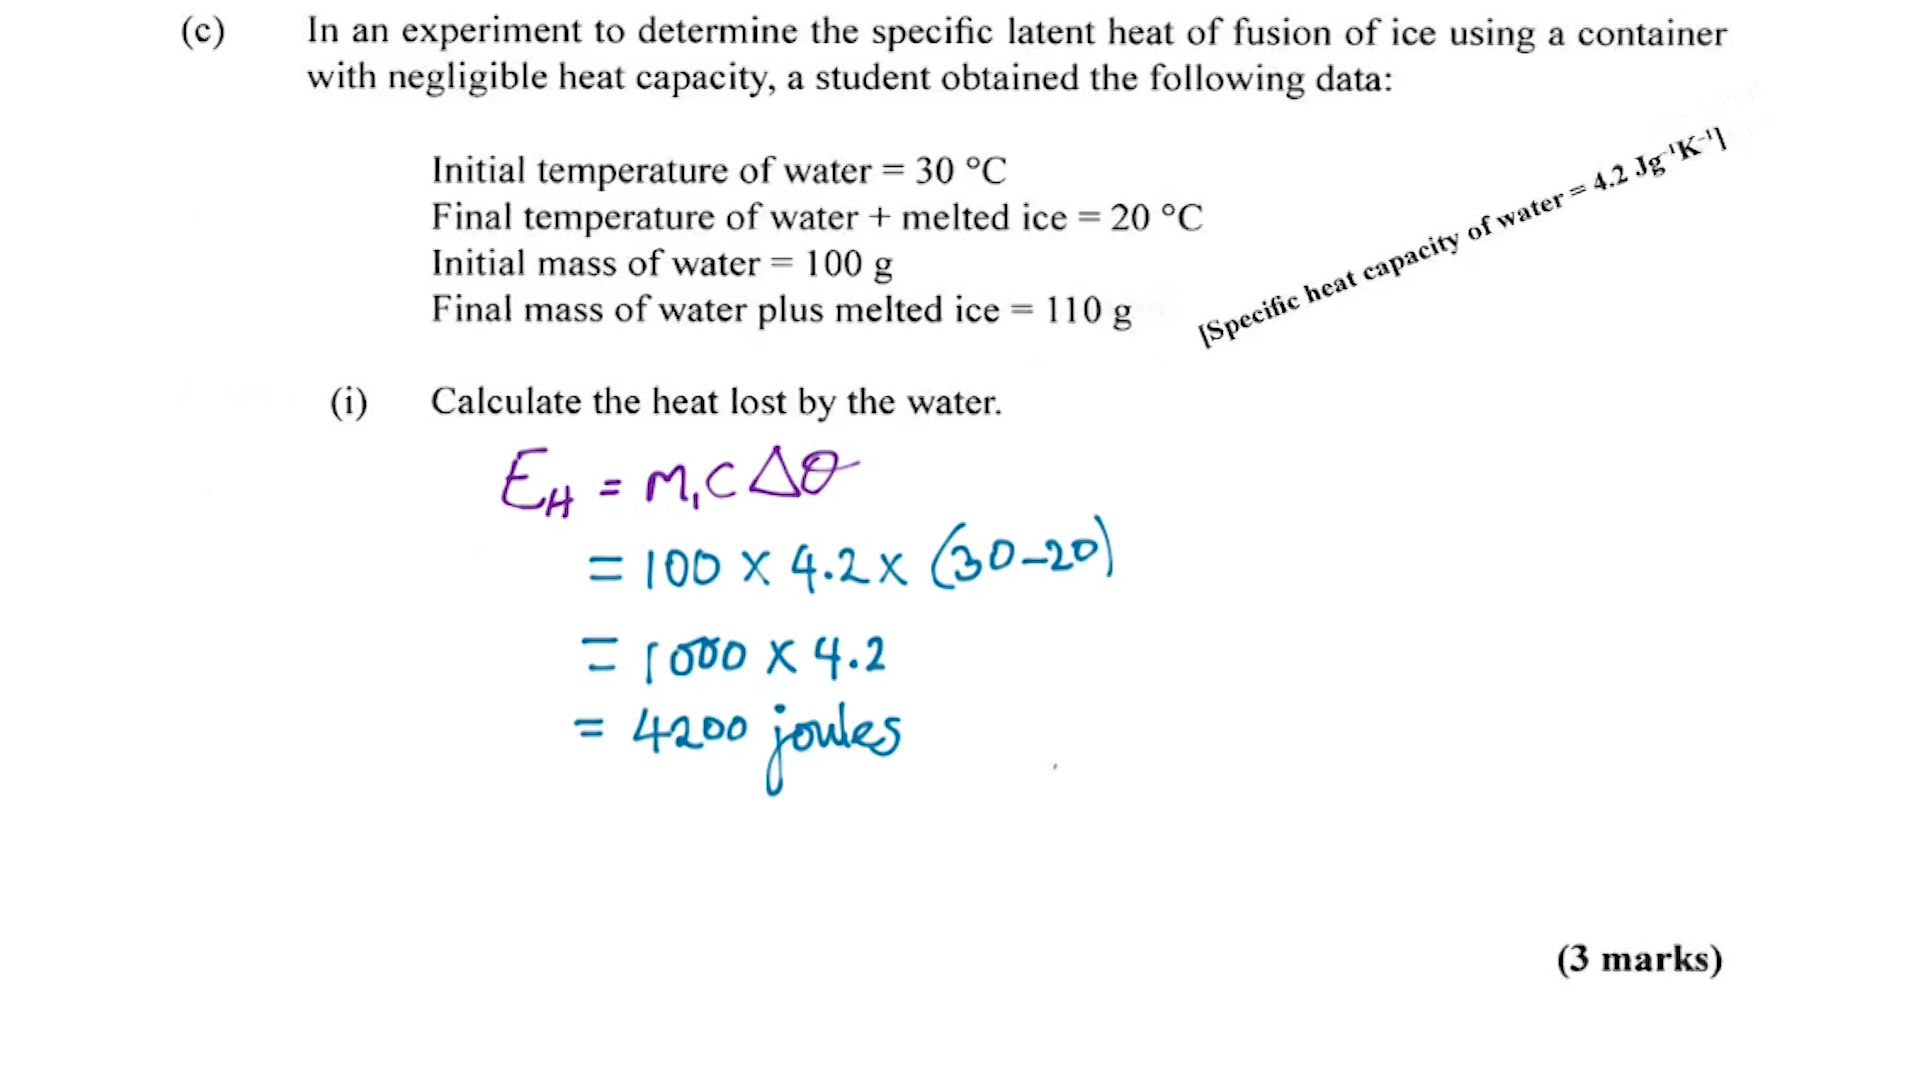 (c) In an experiment to determine the specific latent heat of fusion of ice using a container
with negligible heat capacity, a student obtained the following data:
Initial temperature of water = 30 °C
Final temperature of water + melted ice = 20 °C
Initial mass of water = 100 g
Final mass of water plus melted ice = 110 g
[Specific heat capacity of water = 4.2 Jg⁻¹K⁻¹]
(i) Calculate the heat lost by the water.
E_H = m₁CΔθ
= 100 × 4.2 × (30-20)
= 1000 × 4.2
= 4200 joules
(3 marks)